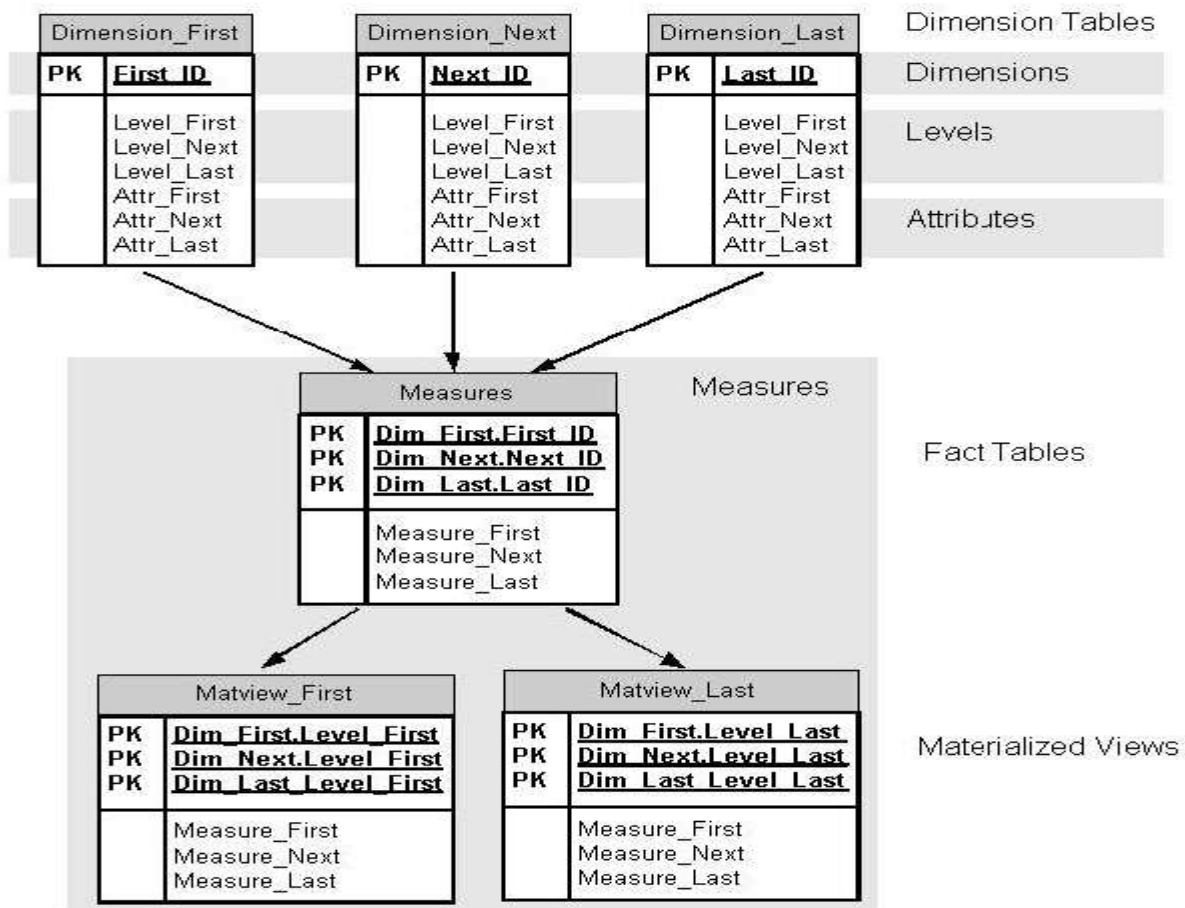 Dimension Tables
Dimension_First
PK First_ID
Level_First
Level_Next
Level_Last
Attr_First
Attr_Next
Attr_Last
Dimension_Next
PK Next_ID
Level_First
Level_Next
Level_Last
Attr_First
Attr_Next
Attr_Last
Dimension_Last
PK Last_ID
Level_First
Level_Next
Level_Last
Attr_First
Attr_Next
Attr_Last
Dimensions
Levels
Attributes
Measures
PK Dim_First.First_ID
PK Dim_Next.Next_ID
PK Dim_Last.Last_ID
Measure_First
Measure_Next
Measure_Last
Measures
Fact Tables
Matview_First
PK Dim_First.Level_First
PK Dim_Next.Level_First
PK Dim_Last_Level_First
Measure_First
Measure_Next
Measure_Last
Matview_Last
PK Dim_First.Level_Last
PK Dim_Next.Level_Last
PK Dim_Last_Level_Last
Measure_First
Measure_Next
Measure_Last
Materialized Views